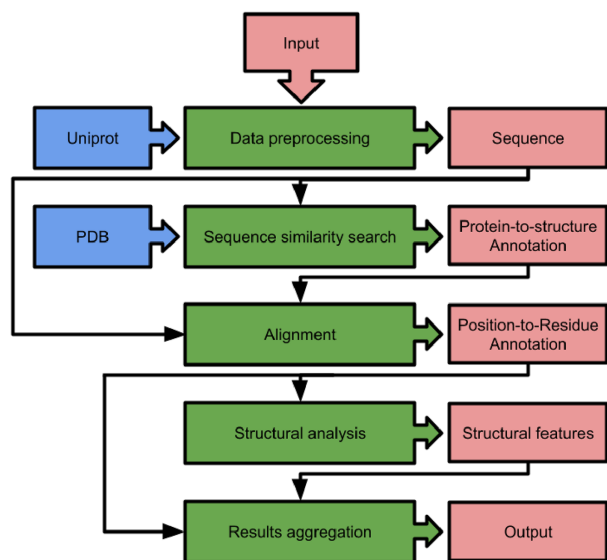 Input
Uniprot
Data preprocessing
Sequence
PDB
Sequence similarity search
Protein-to-structure
Annotation
Alignment
Position-to-Residue
Annotation
Structural analysis
Structural features
Results aggregation
Output